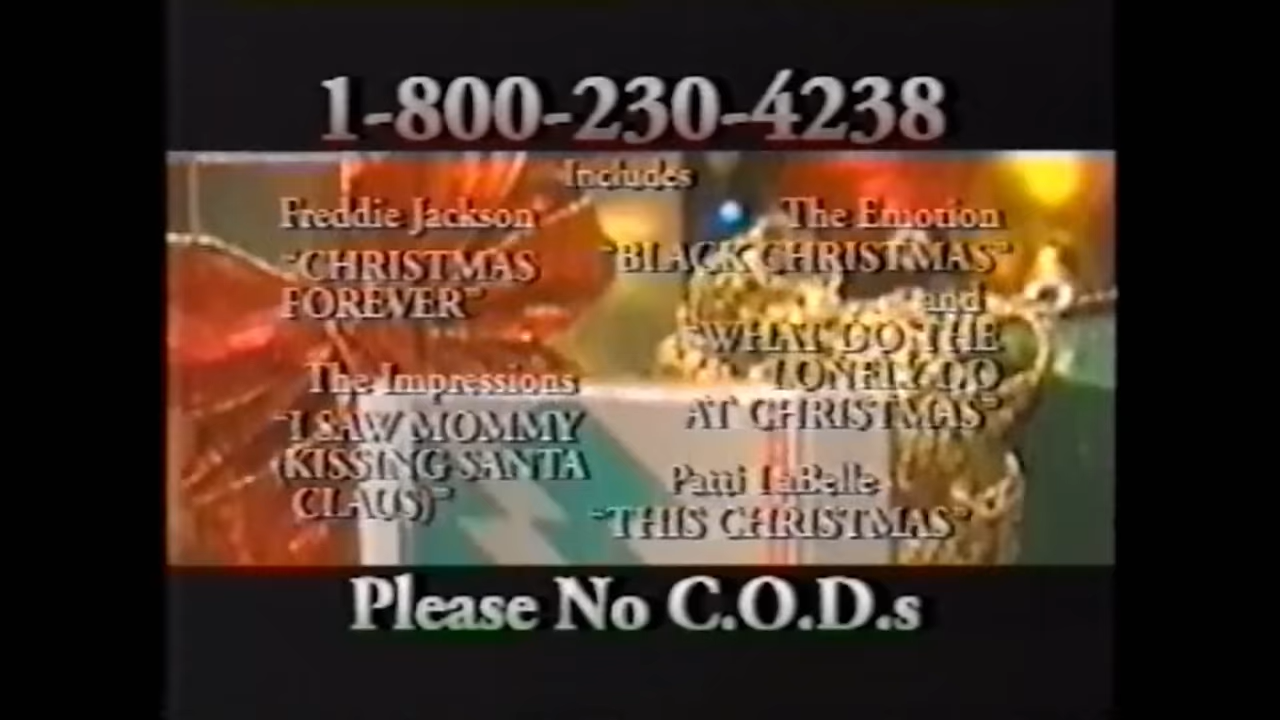 1-800-230-4238
Includes
Freddie Jackson
"CHRISTMAS
FOREVER"
The Impressions
"I SAW MOMMY
(KISSING SANTA
CLAUS)"
The Emotion
"BLACK CHRISTMAS"
and
"WHAT DO THE
LONELY DO
AT CHRISTMAS"
Patti LaBelle
"THIS CHRISTMAS"
Please No C.O.D.s